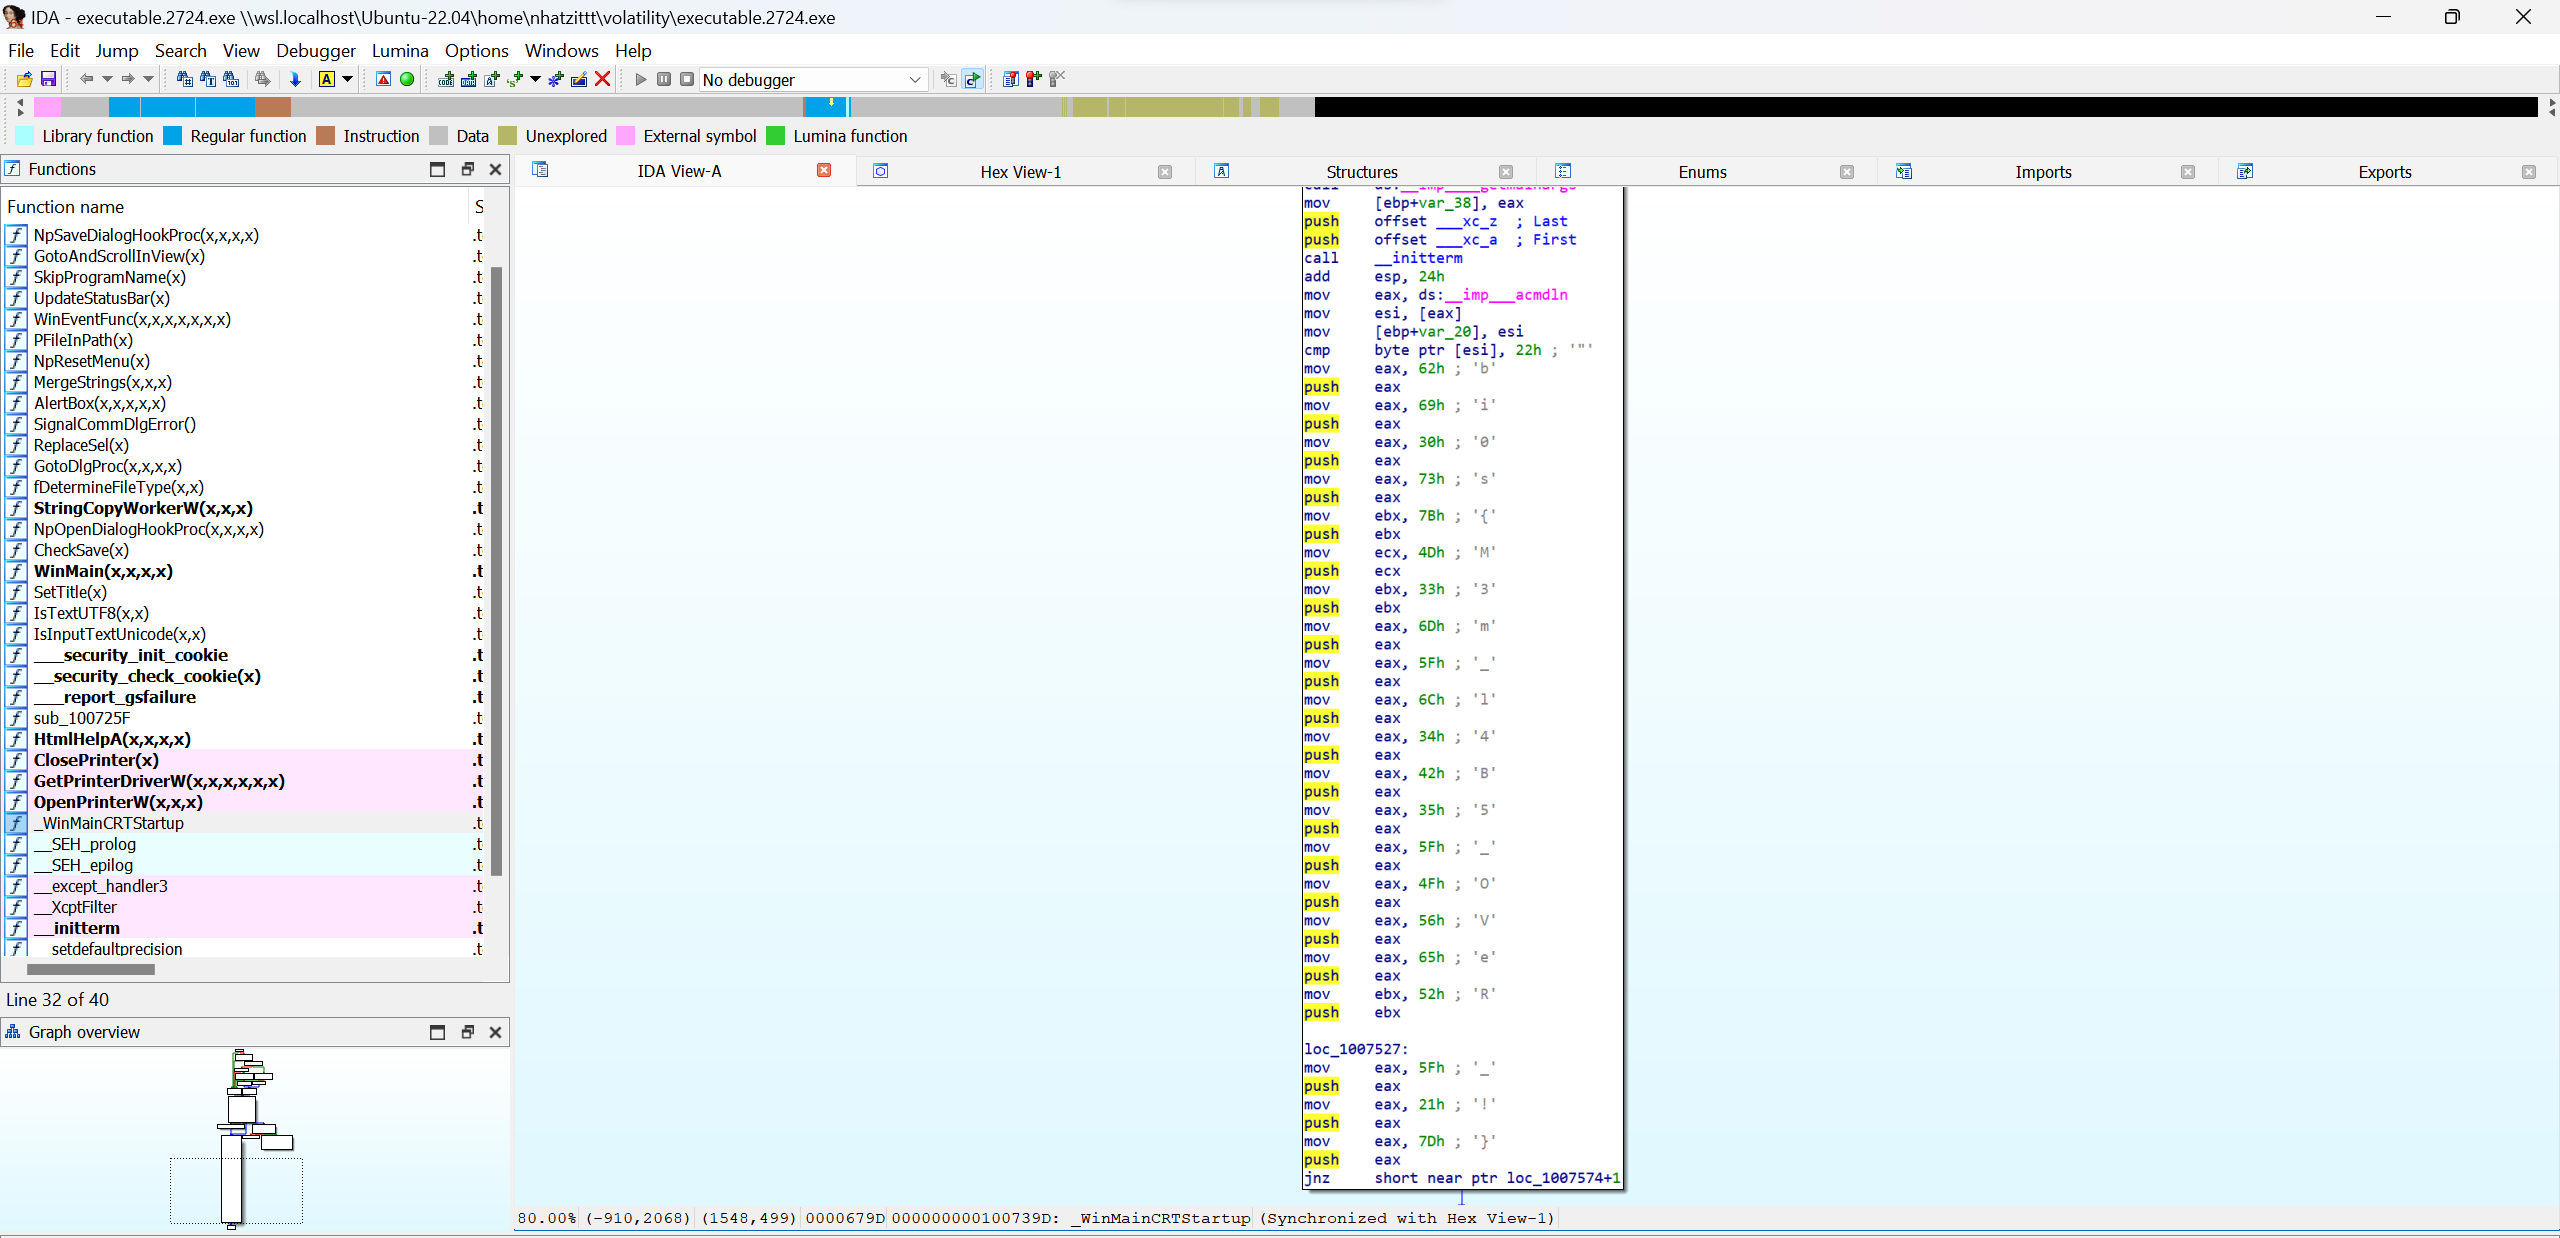 IDA - executable.2724.exe \\wsl.localhost\Ubuntu-22.04\home\nhatzittt\volatility\executable.2724.exe
File Edit Jump Search View Debugger Lumina Options Windows Help
No debugger
Library function Regular function Instruction Data Unexplored External symbol Lumina function
Functions
IDA View-A Hex View-1 Structures Enums Imports Exports
Function name S
NpSaveDialogHookProc(x,x,x,x) .t
GotoAndScrollInView(x) .t
SkipProgramName(x) .t
UpdateStatusBar(x) .t
WinEventFunc(x,x,x,x,x,x,x) .t
PFileInPath(x) .t
NpResetMenu(x) .t
MergeStrings(x,x,x) .t
AlertBox(x,x,x,x,x) .t
SignalCommDlgError() .t
ReplaceSel(x) .t
GotoDlgProc(x,x,x,x) .t
fDetermineFileType(x,x) .t
StringCopyWorkerW(x,x,x) .t
NpOpenDialogHookProc(x,x,x,x) .t
CheckSave(x) .t
WinMain(x,x,x,x) .t
SetTitle(x) .t
IsTextUTF8(x,x) .t
IsInputTextUnicode(x,x) .t
___security_init_cookie .t
__security_check_cookie(x) .t
___report_gsfailure .t
sub_100725F .t
HtmlHelpA(x,x,x,x) .t
ClosePrinter(x) .t
GetPrinterDriverW(x,x,x,x,x,x) .t
OpenPrinterW(x,x,x) .t
_WinMainCRTStartup .t
__SEH_prolog .t
__SEH_epilog .t
__except_handler3 .t
__XcptFilter .t
__initterm .t
__setdefaultprecision .t
Line 32 of 40
Graph overview
call ds:__imp____getmainargs
mov [ebp+var_38], eax
push offset ___xc_z ; Last
push offset ___xc_a ; First
call __initterm
add esp, 24h
mov eax, ds:__imp___acmdln
mov esi, [eax]
mov [ebp+var_20], esi
cmp byte ptr [esi], 22h ; '"'
mov eax, 62h ; 'b'
push eax
mov eax, 69h ; 'i'
push eax
mov eax, 30h ; '0'
push eax
mov eax, 73h ; 's'
push eax
mov ebx, 7Bh ; '{'
push ebx
mov ecx, 4Dh ; 'M'
push ecx
mov ebx, 33h ; '3'
push ebx
mov eax, 6Dh ; 'm'
push eax
mov eax, 5Fh ; '_'
push eax
mov eax, 6Ch ; 'l'
push eax
mov eax, 34h ; '4'
push eax
mov eax, 42h ; 'B'
push eax
mov eax, 35h ; '5'
push eax
mov eax, 5Fh ; '_'
push eax
mov eax, 4Fh ; 'O'
push eax
mov eax, 56h ; 'V'
push eax
mov eax, 65h ; 'e'
push eax
mov ebx, 52h ; 'R'
push ebx
loc_1007527:
mov eax, 5Fh ; '_'
push eax
mov eax, 21h ; '!'
push eax
mov eax, 7Dh ; '}'
push eax
jnz short near ptr loc_1007574+1
80.00% (-910,2068) (1548,499) 0000679D 000000000100739D: _WinMainCRTStartup (Synchronized with Hex View-1)